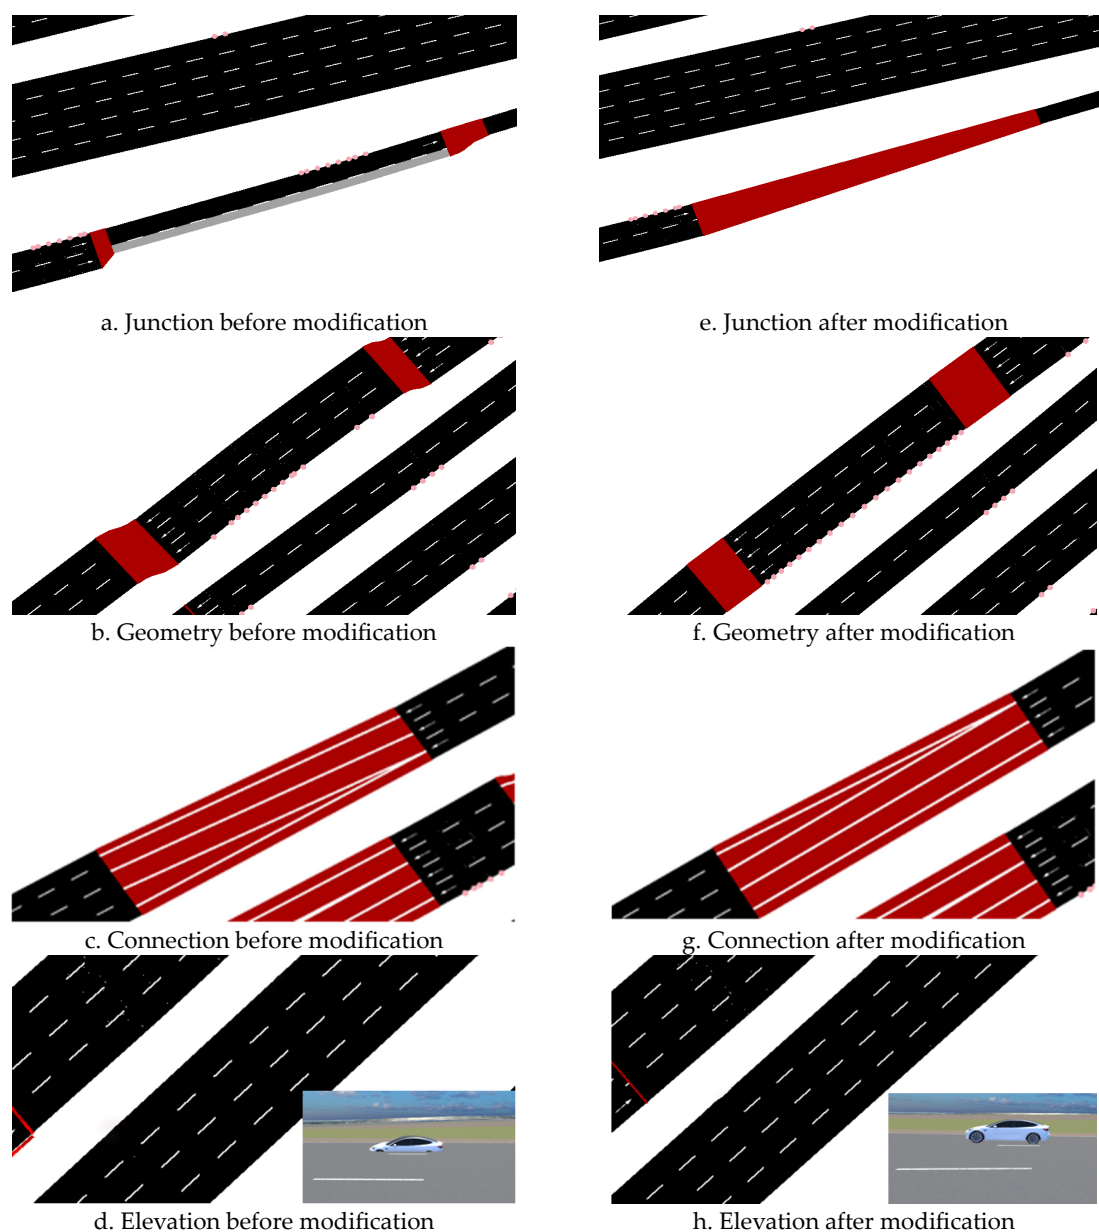 a. Junction before modification
e. Junction after modification
b. Geometry before modification
f. Geometry after modification
c. Connection before modification
g. Connection after modification
d. Elevation before modification
h. Elevation after modification